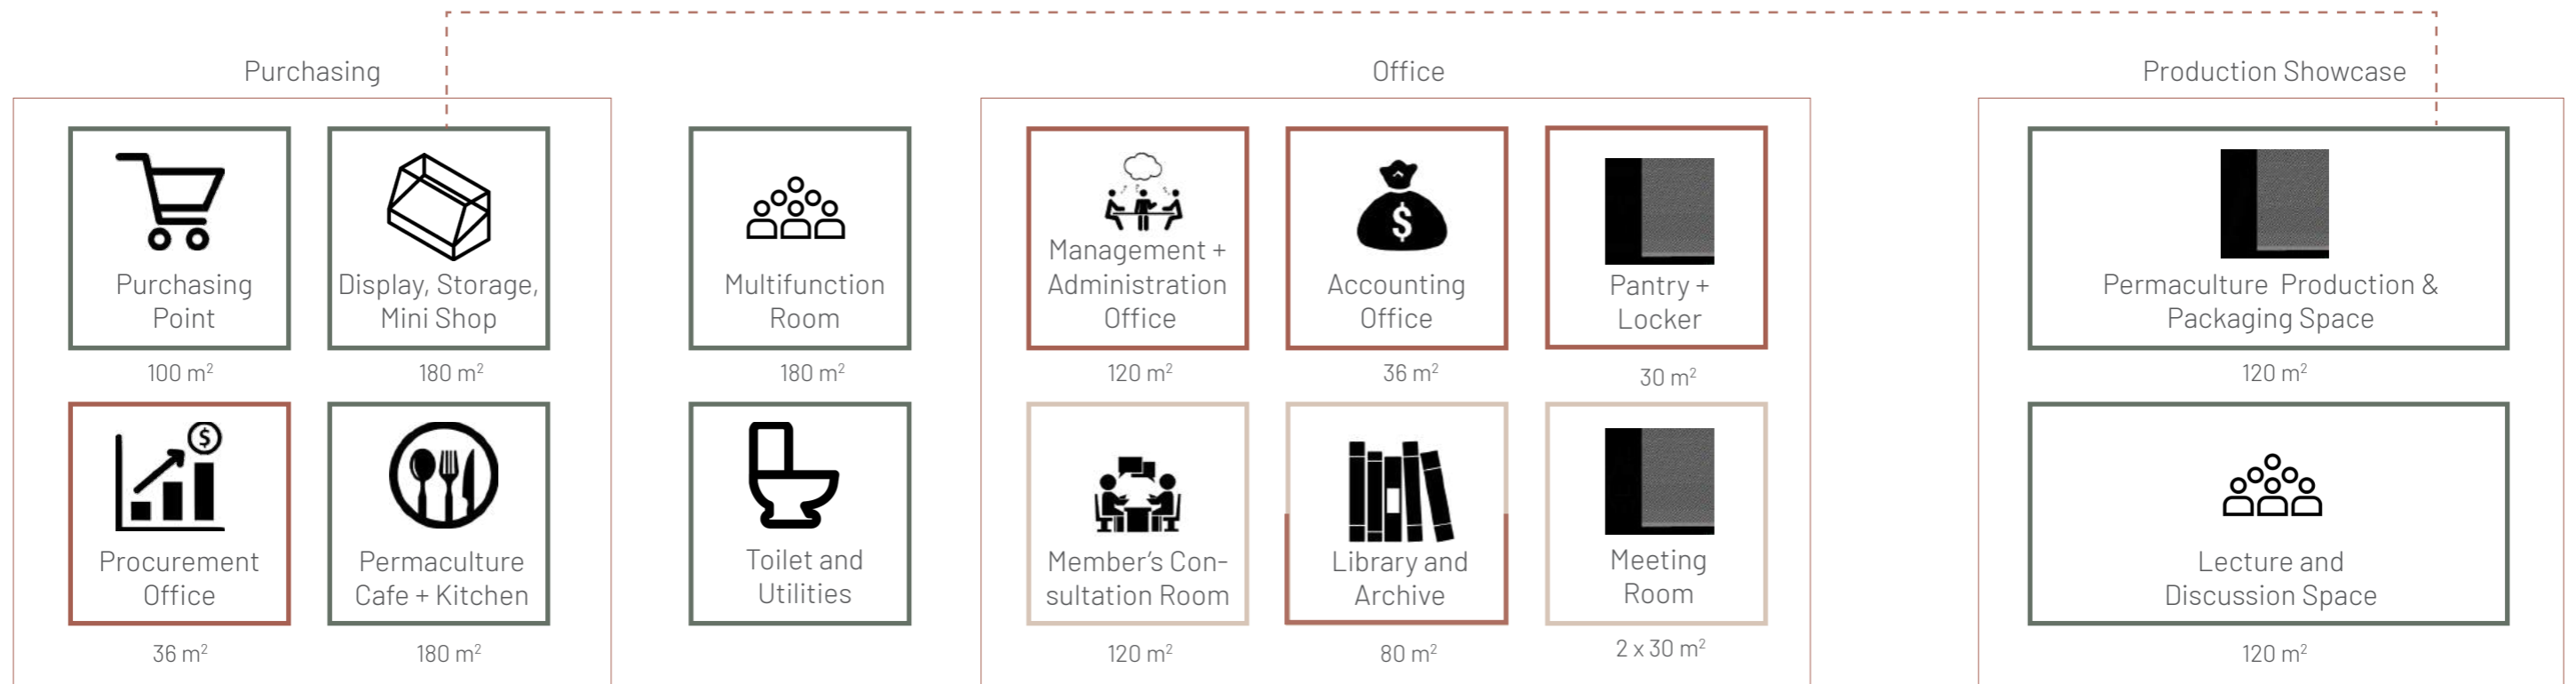 Purchasing
Purchasing
Point
100 m²
Display, Storage,
Mini Shop
180 m²
$
Procurement
Office
36 m²
Permaculture
Cafe + Kitchen
180 m²
Multifunction
Room
180 m²
Toilet and
Utilities
Office
Management +
Administration
Office
120 m²
$
Accounting
Office
36 m²
Pantry +
Locker
30 m²
Member's Con-
sultation Room
120 m²
Library and
Archive
80 m²
Meeting
Room
2 x 30 m²
Production Showcase
Permaculture Production &
Packaging Space
120 m²
Lecture and
Discussion Space
120 m²